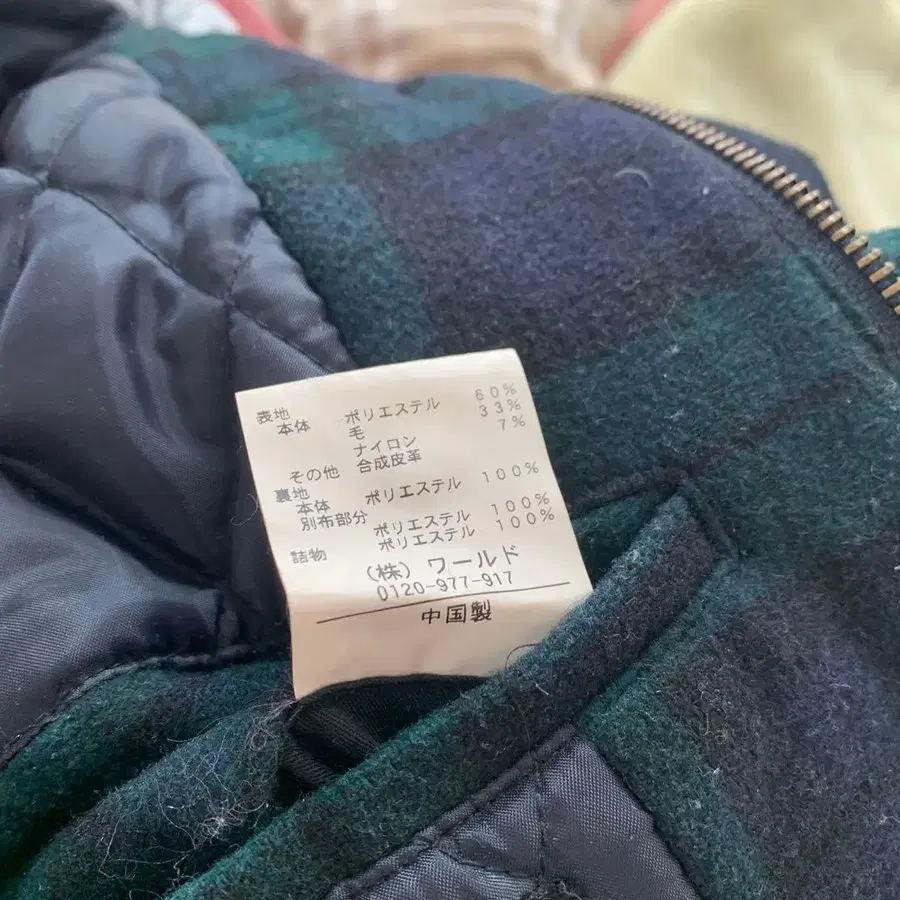 表地
本体 ポリエステル 60%
毛 33%
ナイロン 7%
その他 合成皮革
裏地
本体 ポリエステル 100%
別布部分 ポリエステル 100%
詰物 ポリエステル 100%
(株) ワールド
0120-977-917
中国製